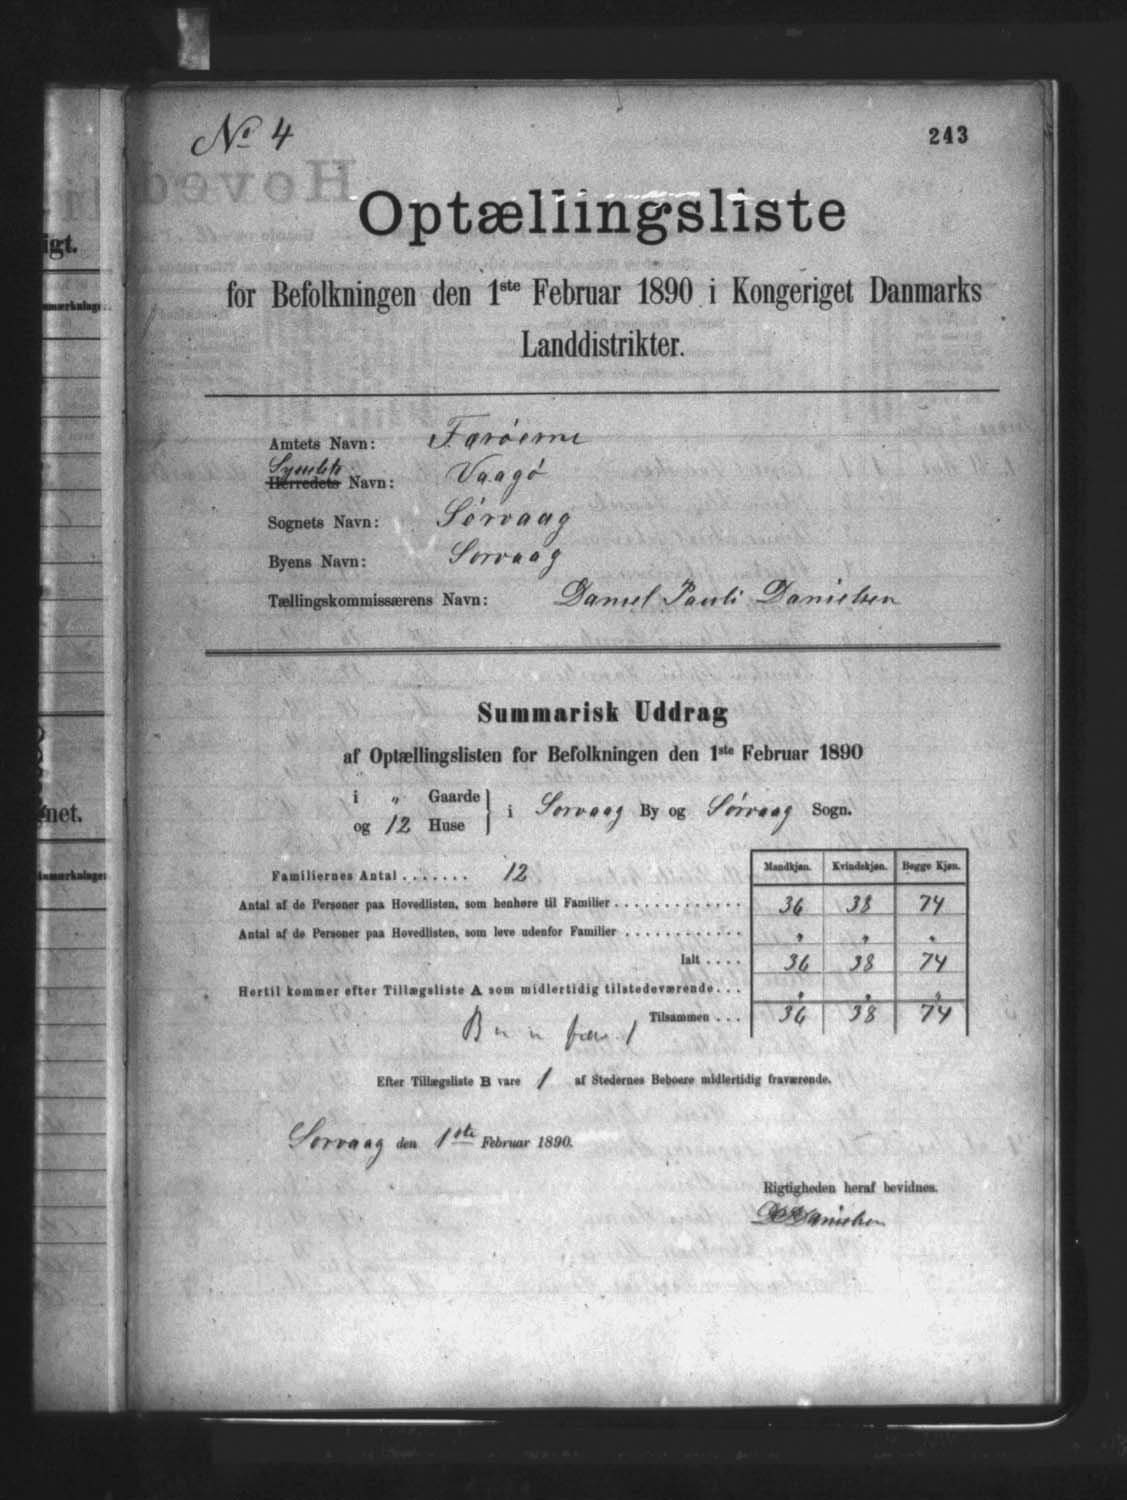 No 4
243
Optællingsliste
for Befolkningen den 1ste Februar 1890 i Kongeriget Danmarks
Landdistrikter.
Amtets Navn: Færøerne
Sysselets
Herredets Navn: Vaagø
Sognets Navn: Sørvaag
Byens Navn: Sørvaag
Tællingskommissærens Navn: Daniel Pauli Danielsen
Summarisk Uddrag
af Optællingslisten for Befolkningen den 1ste Februar 1890
i " Gaarde
og 12 Huse } i Sørvaag By og Sørvaag Sogn.
Mandkjøn. Kvindekjøn. Begge Kjøn.
Familiernes Antal....... 12
Antal af de Personer paa Hovedlisten, som henhøre til Familier............. 36 38 74
Antal af de Personer paa Hovedlisten, som leve udenfor Familier............ " " "
Ialt.... 36 38 74
Hertil kommer efter Tillægsliste A som midlertidig tilstedeværende... " " "
Tilsammen... 36 38 74
B " " frav. 1
Efter Tillægsliste B vare 1 af Stedernes Beboere midlertidig fraværende.
Sørvaag den 1ste Februar 1890.
Rigtigheden heraf bevidnes.
DPDanielsen
igt.
net.